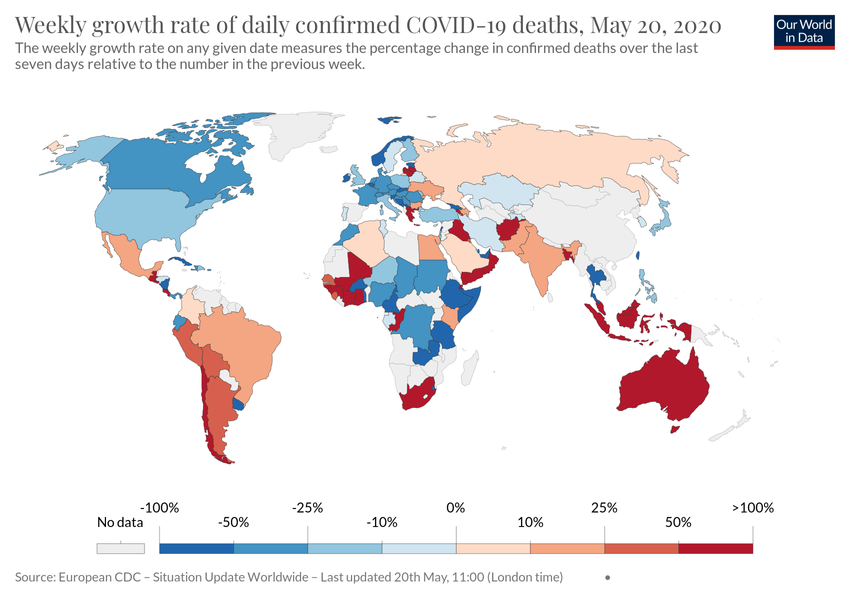 Weekly growth rate of daily confirmed COVID-19 deaths, May 20, 2020
Our World
in Data
The weekly growth rate on any given date measures the percentage change in confirmed deaths over the last
seven days relative to the number in the previous week.
No data
-100%
-50%
-25%
-10%
0%
10%
25%
50%
>100%
Source: European CDC – Situation Update Worldwide – Last updated 20th May, 11:00 (London time) •